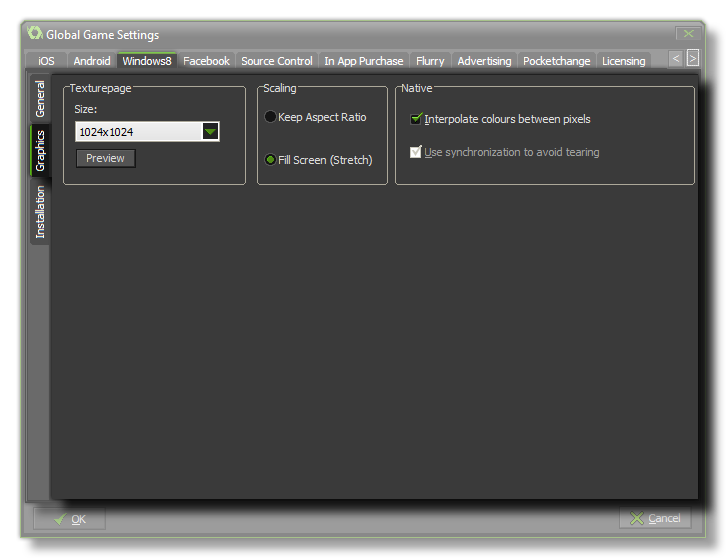 Global Game Settings
iOS Android Windows8 Facebook Source Control In App Purchase Flurry Advertising Pocketchange Licensing < >
General
Graphics
Installation
Texturepage
Size:
1024x1024
Preview
Scaling
Keep Aspect Ratio
Fill Screen (Stretch)
Native
Interpolate colours between pixels
Use synchronization to avoid tearing
OK
Cancel